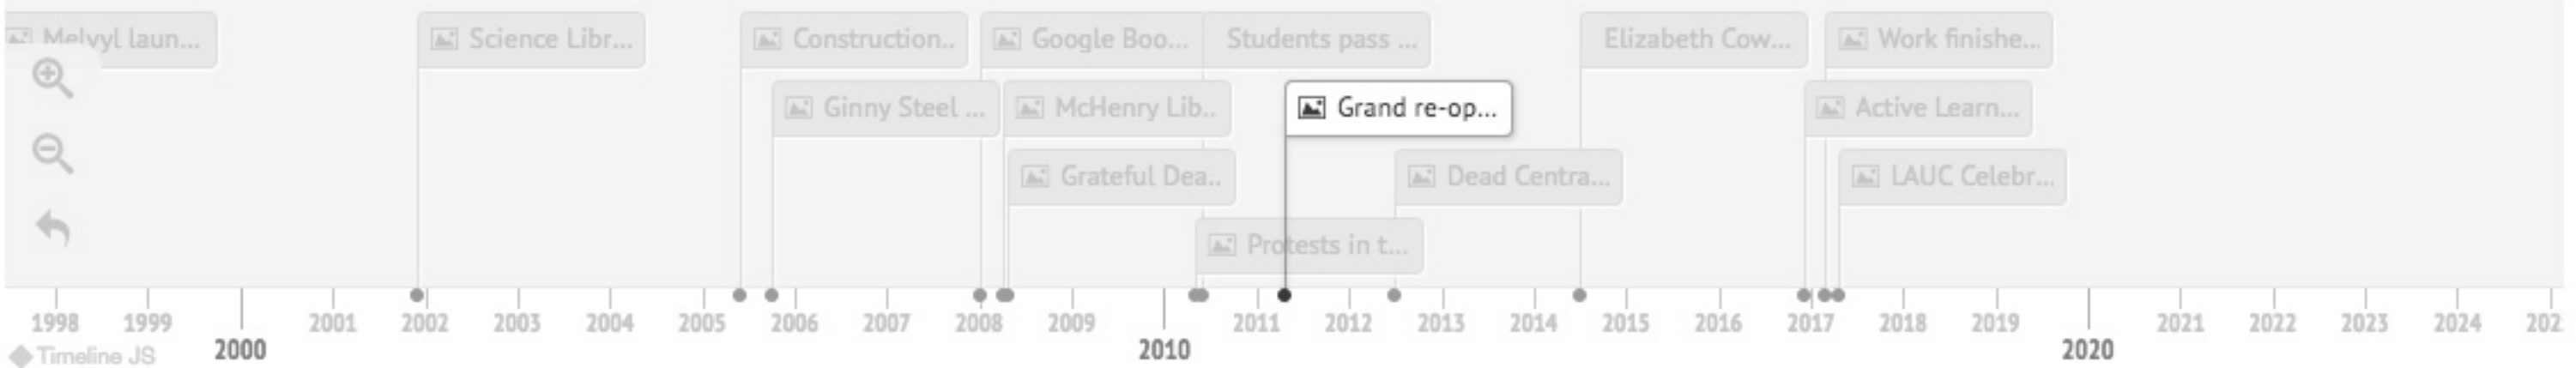 Melvyl laun...
Science Libr...
Construction..
Google Boo...
Students pass ...
Elizabeth Cow...
Work finishe...
Ginny Steel ...
McHenry Lib..
Grand re-op...
Active Learn...
Grateful Dea..
Dead Centra...
LAUC Celebr...
Protests in t...
1998 1999 2001 2002 2003 2004 2005 2006 2007 2008 2009 2011 2012 2013 2014 2015 2016 2017 2018 2019 2021 2022 2023 2024 202
Timeline JS 2000 2010 2020